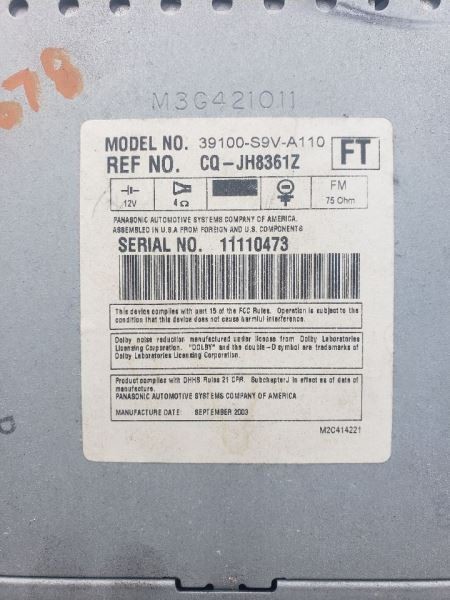 678
M3G421011
MODEL NO. 39100-S9V-A110
FT
REF NO. CQ-JH8361Z
12V
4Ω
FM
75 Ohm
PANASONIC AUTOMOTIVE SYSTEMS COMPANY OF AMERICA.
ASSEMBLED IN U.S.A FROM FOREIGN AND U.S. COMPONENTS
SERIAL NO. 11110473
This device complies with part 15 of the FCC Rules. Operation is subject to the
condition that this device does not cause harmful interference.
Dolby noise reduction manufactured under license from Dolby Laboratories
Licensing Corporation. "DOLBY" and the double-D symbol are trademarks of
Dolby Laboratories Licensing Corporation.
Product complies with DHHS Rules 21 CFR. Subchapter J in effect as of date of
manufacture.
PANASONIC AUTOMOTIVE SYSTEMS COMPANY OF AMERICA
MANUFACTURE DATE SEPTEMBER 2003
M2C414221